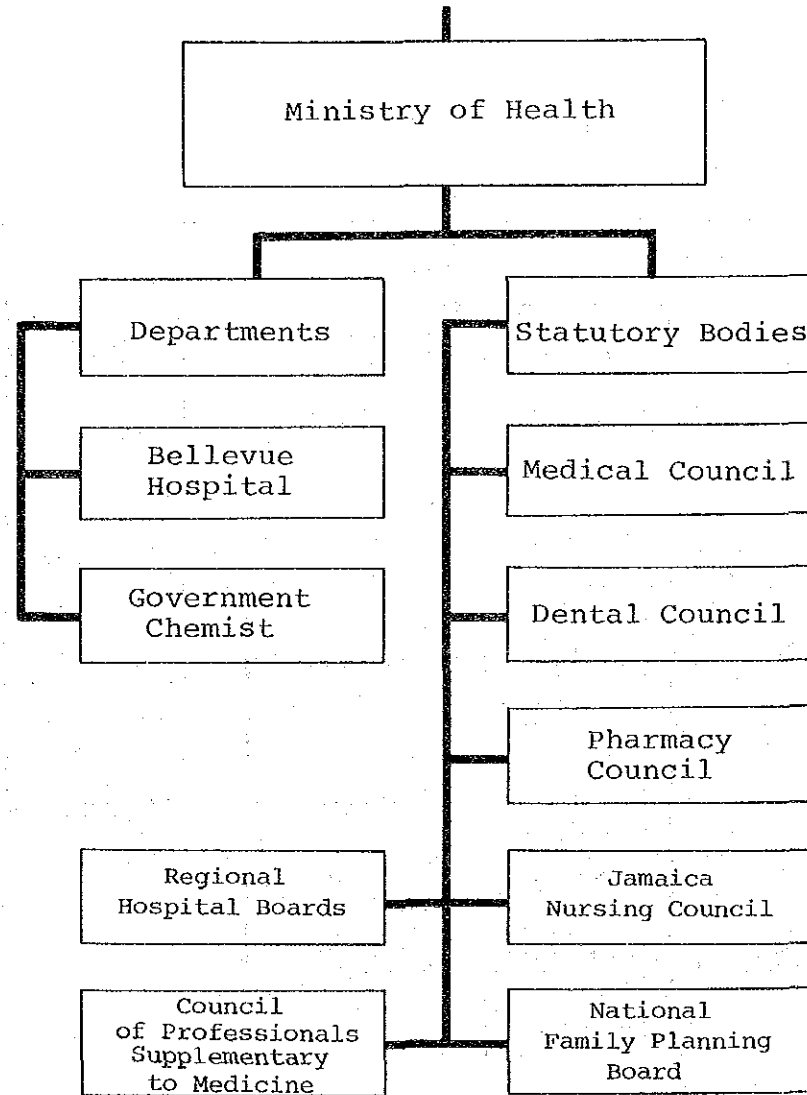 Ministry of Health
Departments
Statutory Bodies
Bellevue
Hospital
Medical Council
Government
Chemist
Dental Council
Pharmacy
Council
Regional
Hospital Boards
Jamaica
Nursing Council
Council
of Professionals
Supplementary
to Medicine
National
Family Planning
Board